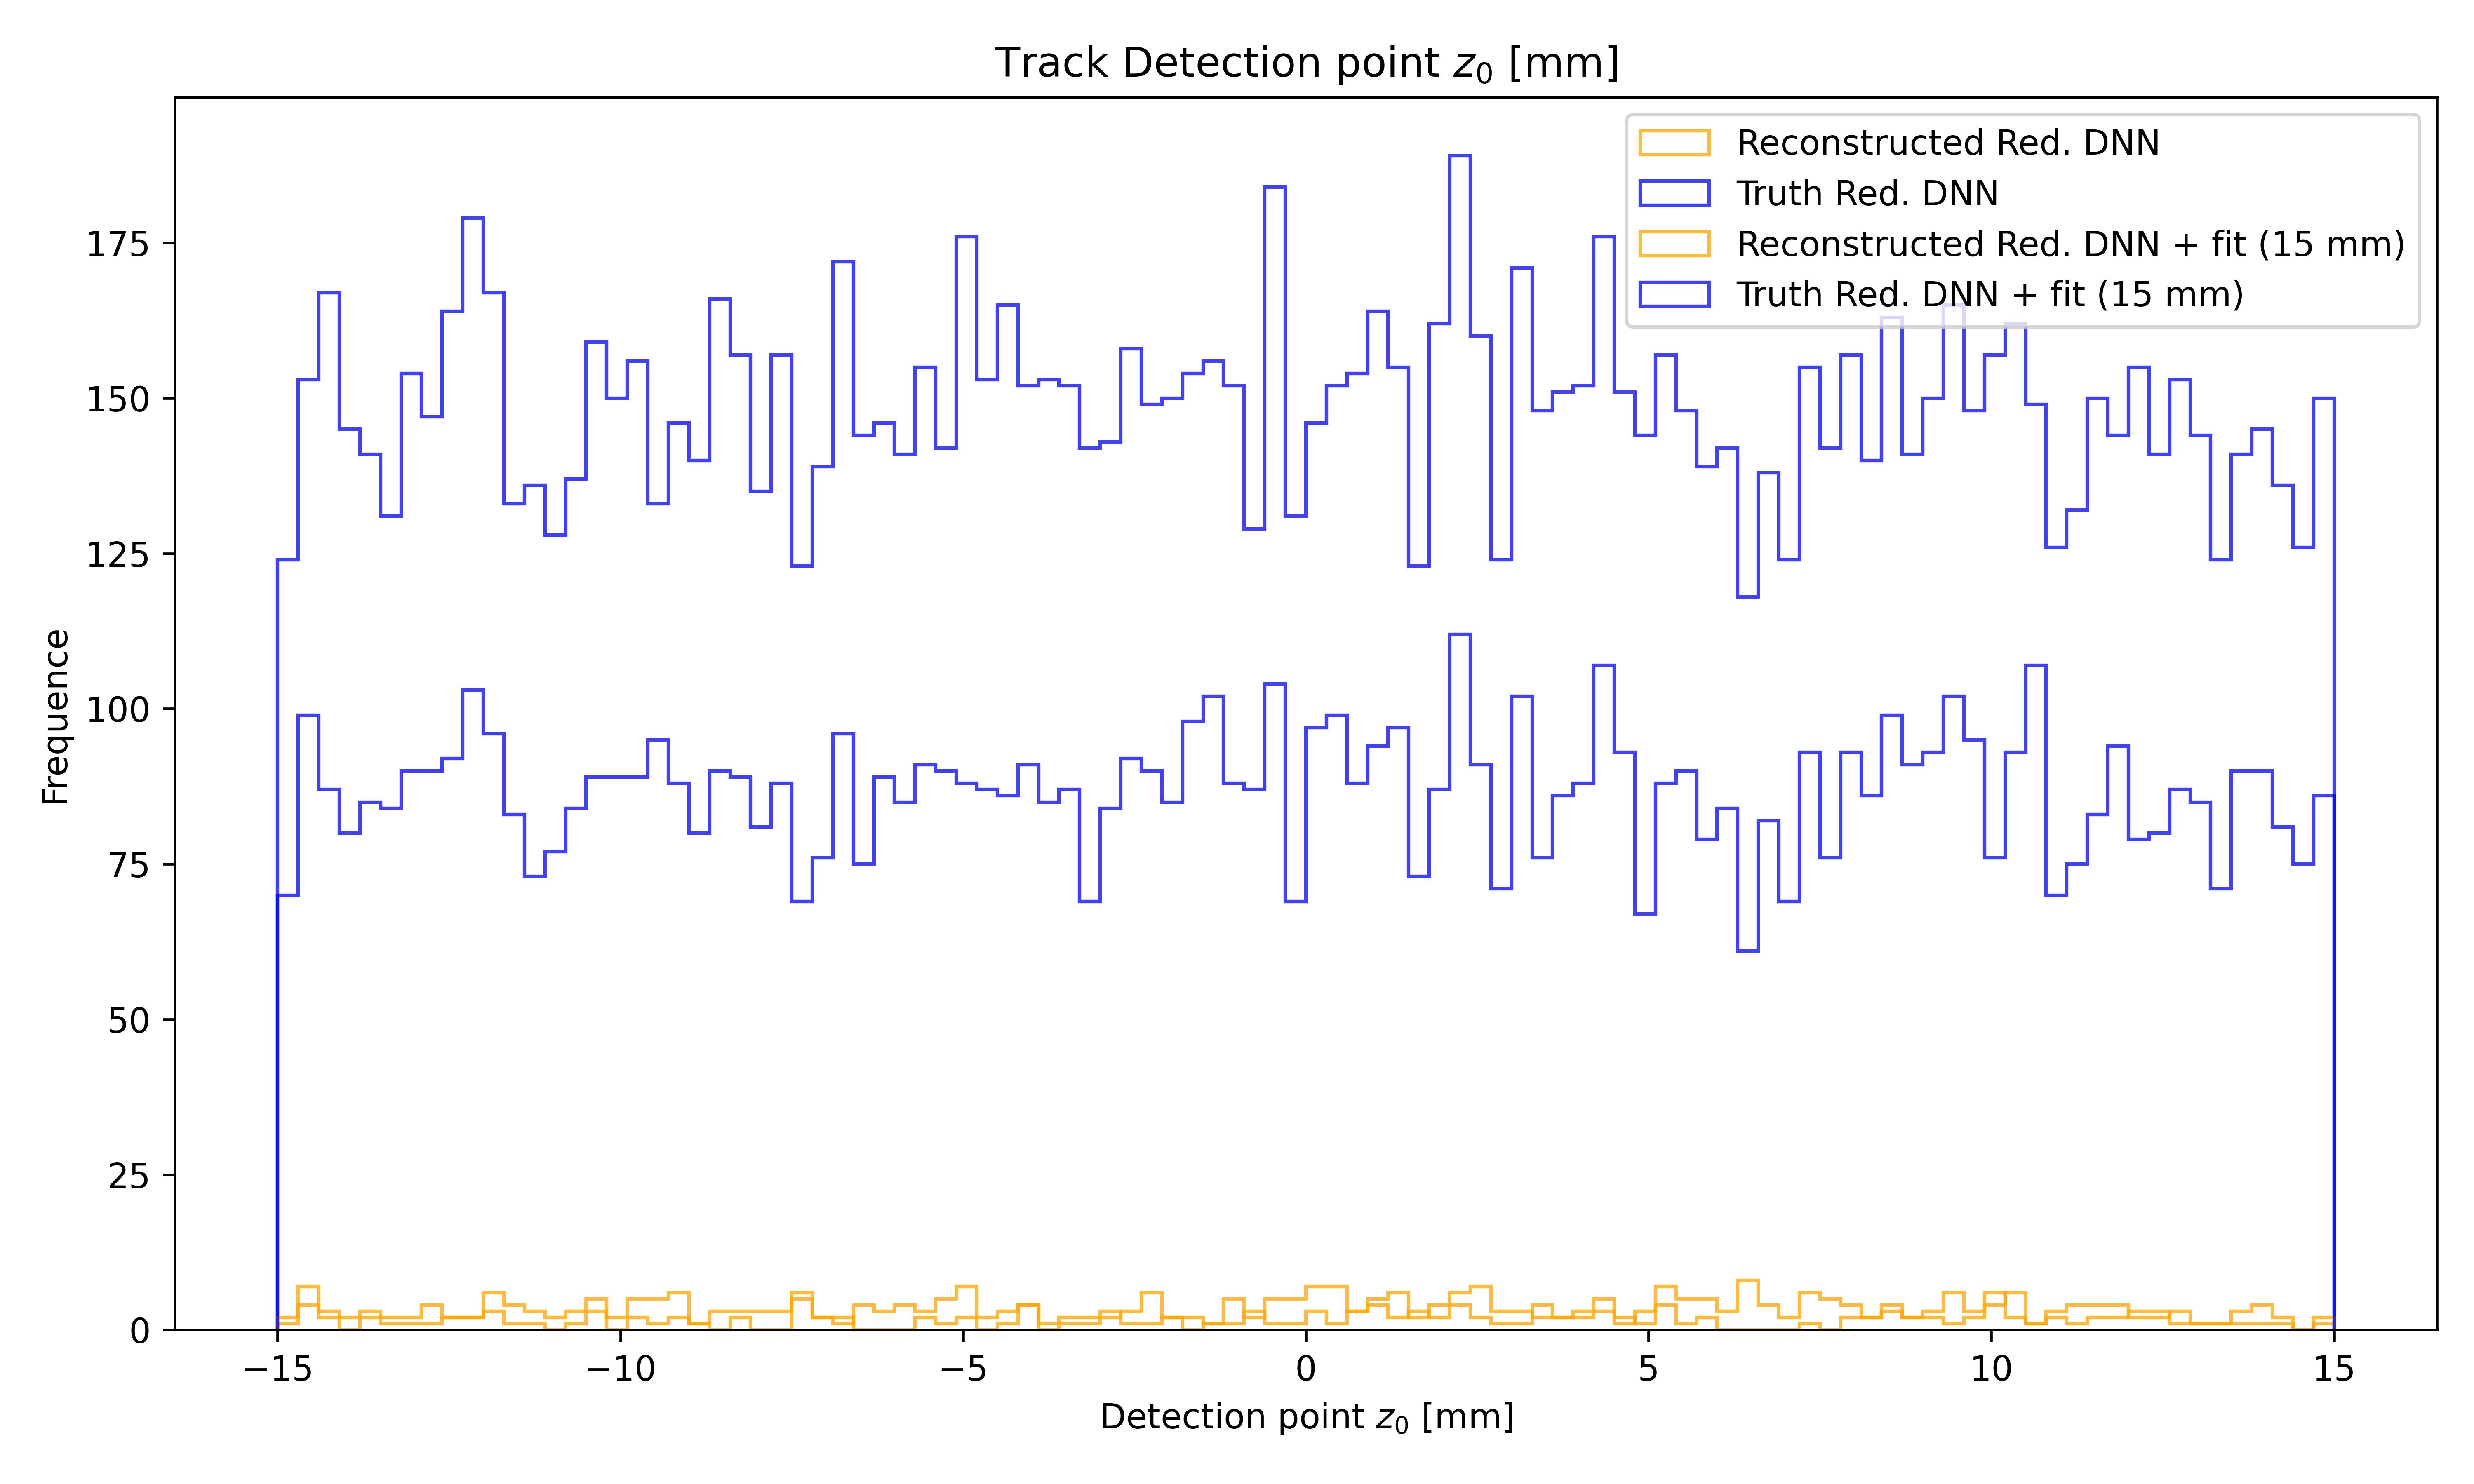 Track Detection point z₀ [mm]
Reconstructed Red. DNN
Truth Red. DNN
Reconstructed Red. DNN + fit (15 mm)
Truth Red. DNN + fit (15 mm)
Frequence
175
150
125
100
75
50
25
0
−15
−10
−5
0
5
10
15
Detection point z₀ [mm]